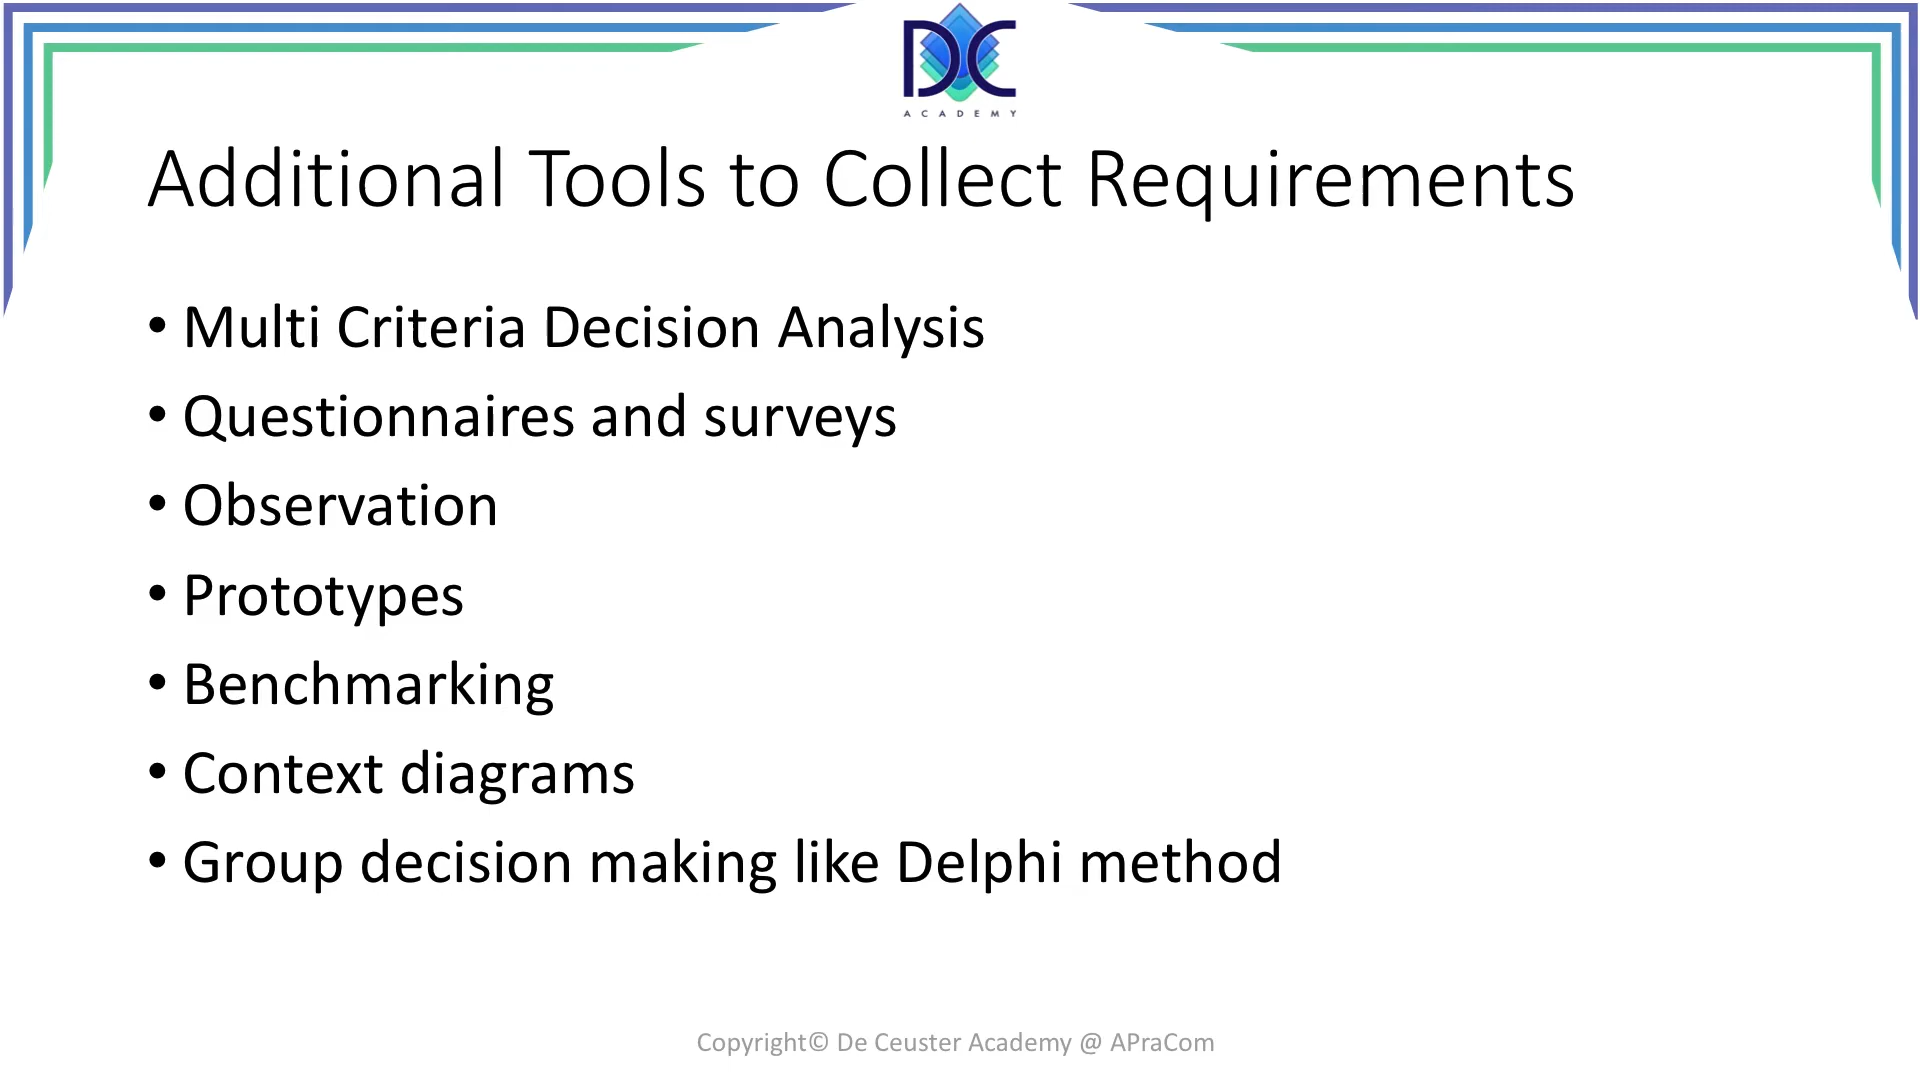 DC
ACADEMY
Additional Tools to Collect Requirements
• Multi Criteria Decision Analysis
• Questionnaires and surveys
• Observation
• Prototypes
• Benchmarking
• Context diagrams
• Group decision making like Delphi method
Copyright© De Ceuster Academy @ APraCom